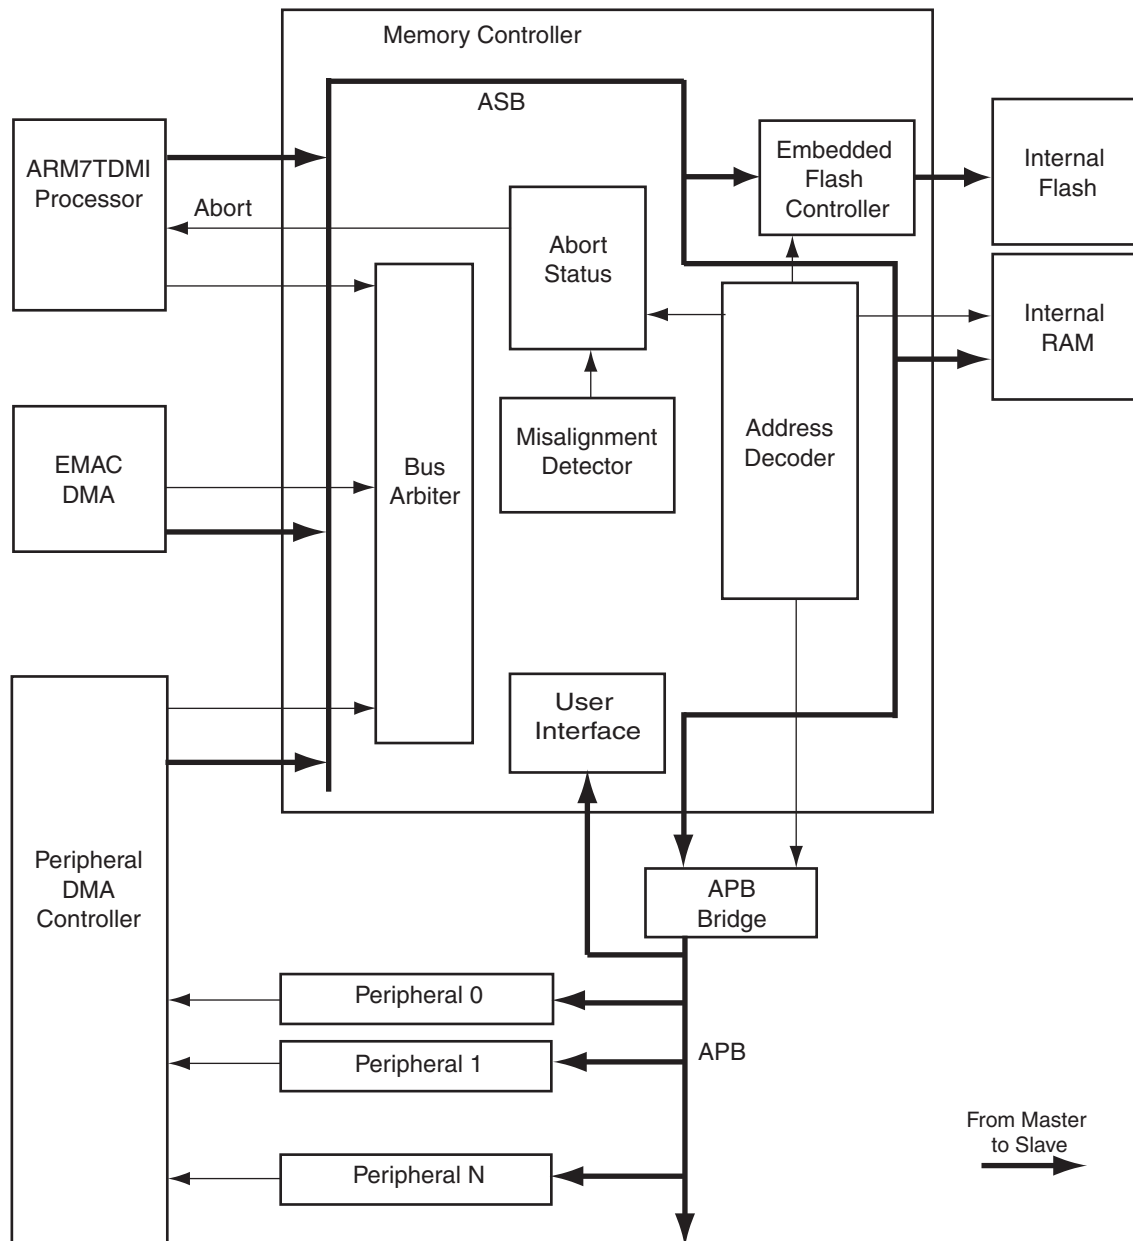 Memory Controller
ASB
ARM7TDMI
Processor
Abort
Embedded
Flash
Controller
Internal
Flash
Abort
Status
Internal
RAM
EMAC
DMA
Bus
Arbiter
Misalignment
Detector
Address
Decoder
User
Interface
Peripheral
DMA
Controller
APB
Bridge
Peripheral 0
Peripheral 1
APB
Peripheral N
From Master
to Slave